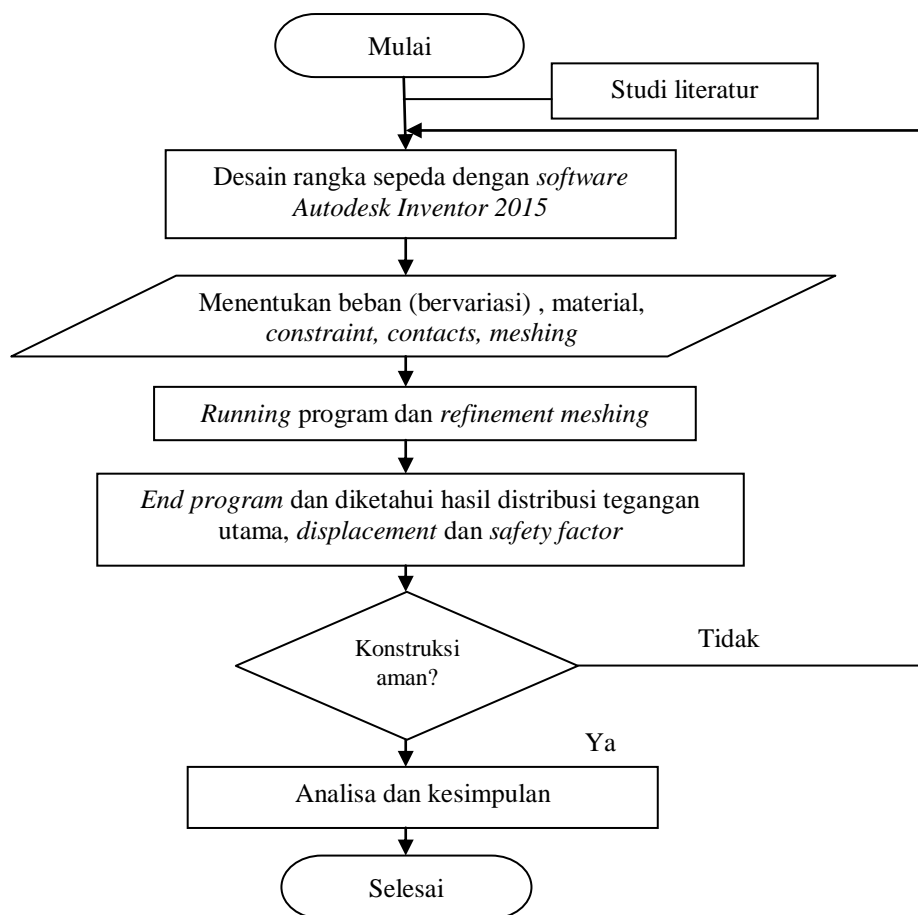 Mulai
Studi literatur
Desain rangka sepeda dengan software
Autodesk Inventor 2015
Menentukan beban (bervariasi) , material,
constraint, contacts, meshing
Running program dan refinement meshing
End program dan diketahui hasil distribusi tegangan
utama, displacement dan safety factor
Konstruksi
aman?
Tidak
Ya
Analisa dan kesimpulan
Selesai